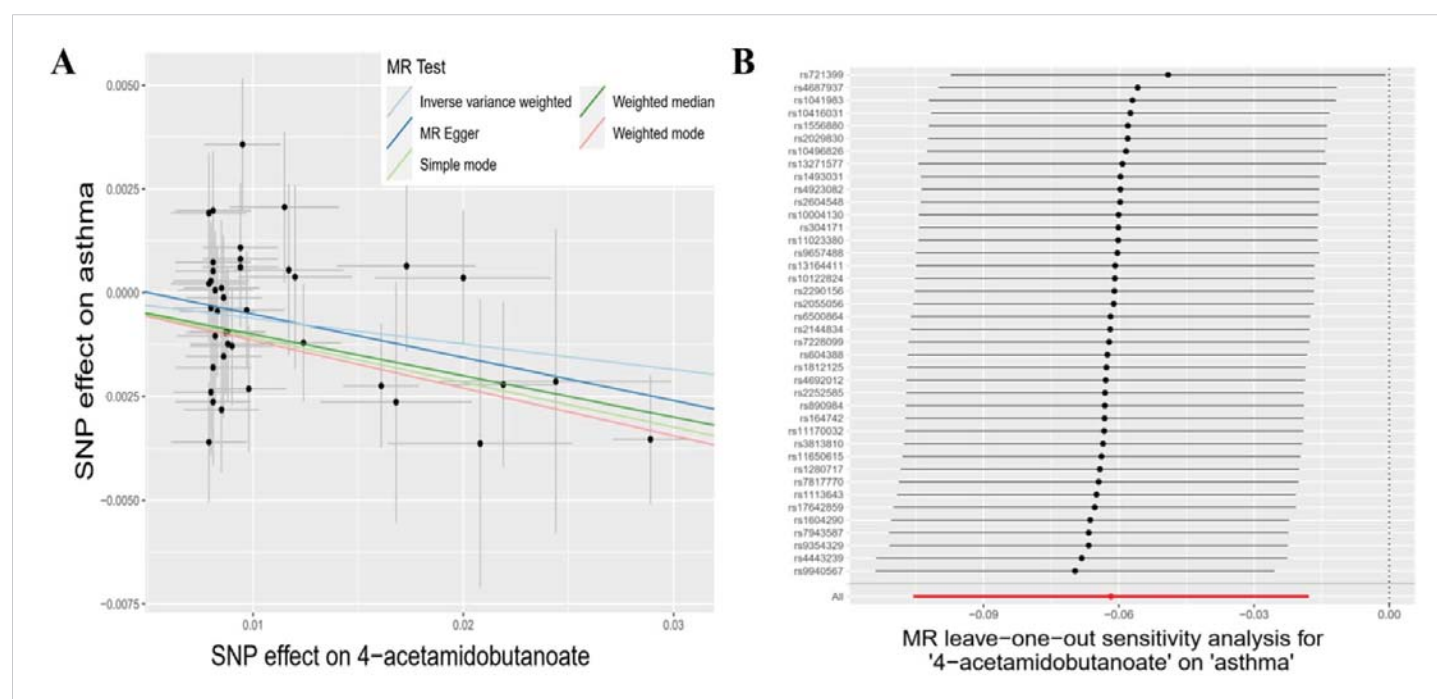 A
MR Test
Inverse variance weighted
Weighted median
MR Egger
Weighted mode
Simple mode
SNP effect on asthma
0.0050
0.0025
0.0000
−0.0025
−0.0050
−0.0075
0.01
0.02
0.03
SNP effect on 4−acetamidobutanoate
B
rs721399
rs4687937
rs1041983
rs10416031
rs1556880
rs2029830
rs10496826
rs13271577
rs1493031
rs4923082
rs2604548
rs10004130
rs304171
rs11023380
rs9657488
rs13164411
rs10122824
rs2290156
rs2055056
rs6500864
rs2144834
rs7228099
rs604388
rs1812125
rs4692012
rs2252585
rs890984
rs164742
rs11170032
rs3813810
rs11650615
rs1280717
rs7817770
rs1113643
rs17642859
rs1604290
rs7943587
rs9354329
rs4443239
rs9940567
All
−0.09
−0.06
−0.03
0.00
MR leave−one−out sensitivity analysis for
'4−acetamidobutanoate' on 'asthma'